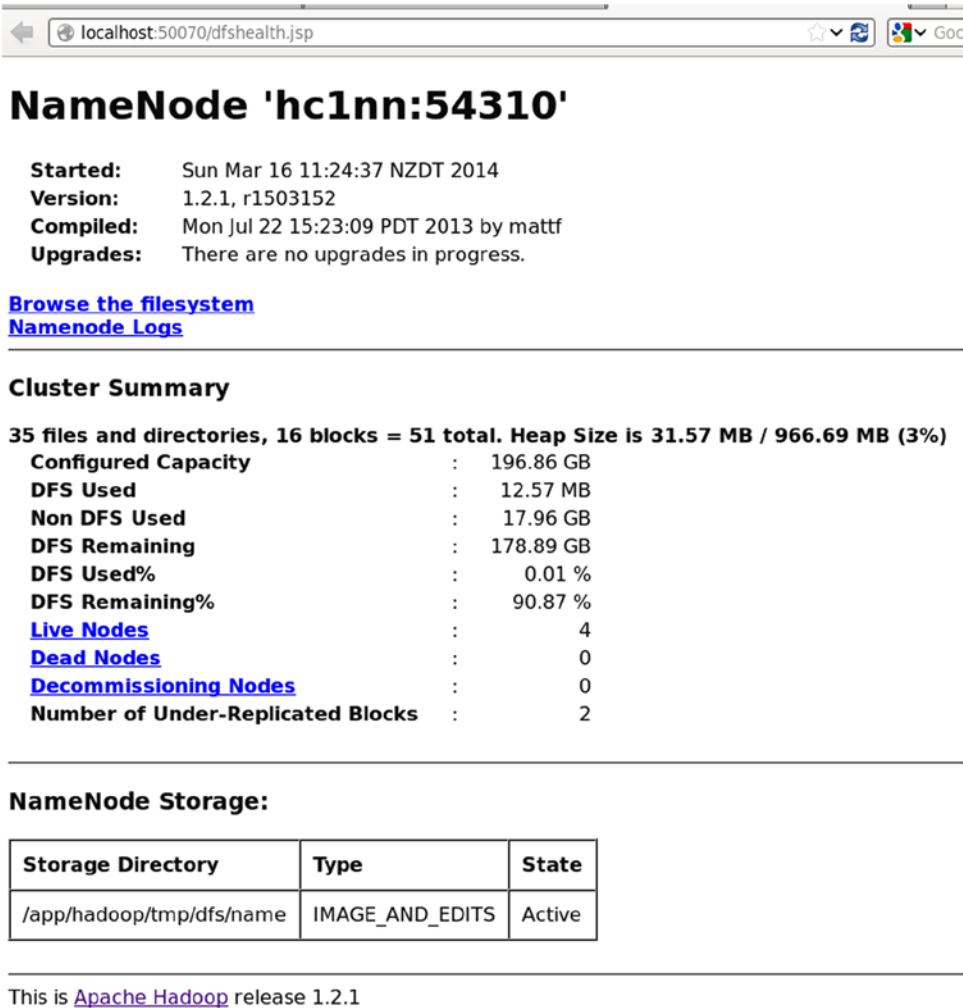 localhost:50070/dfshealth.jsp
NameNode 'hc1nn:54310'
Started: Sun Mar 16 11:24:37 NZDT 2014
Version: 1.2.1, r1503152
Compiled: Mon Jul 22 15:23:09 PDT 2013 by mattf
Upgrades: There are no upgrades in progress.
Browse the filesystem
Namenode Logs
Cluster Summary
35 files and directories, 16 blocks = 51 total. Heap Size is 31.57 MB / 966.69 MB (3%)
Configured Capacity : 196.86 GB
DFS Used : 12.57 MB
Non DFS Used : 17.96 GB
DFS Remaining : 178.89 GB
DFS Used% : 0.01 %
DFS Remaining% : 90.87 %
Live Nodes : 4
Dead Nodes : 0
Decommissioning Nodes : 0
Number of Under-Replicated Blocks : 2
NameNode Storage:
Storage Directory Type State
/app/hadoop/tmp/dfs/name IMAGE_AND_EDITS Active
This is Apache Hadoop release 1.2.1